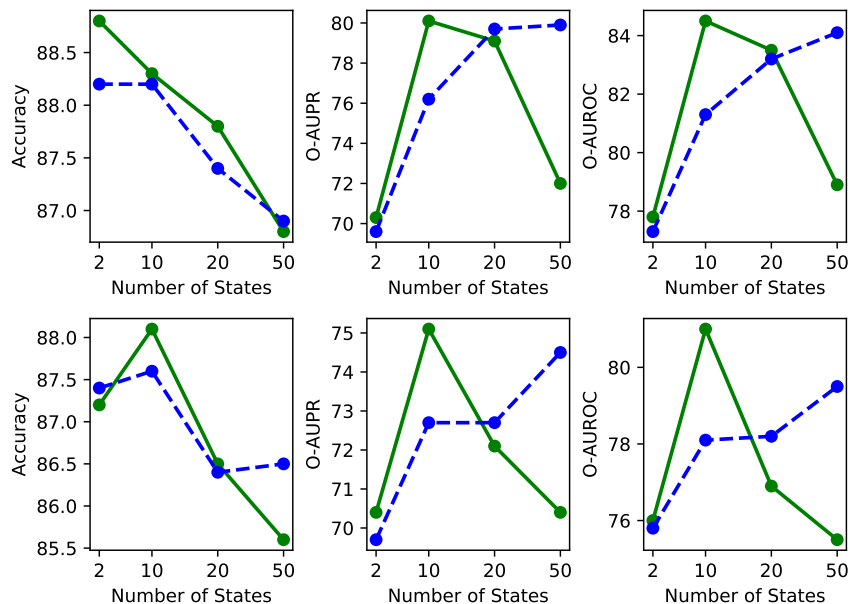 88.5
88.0
87.5
87.0
Accuracy
2 10 20 50
Number of States
80
78
76
74
72
70
O-AUPR
2 10 20 50
Number of States
84
82
80
78
O-AUROC
2 10 20 50
Number of States
88.0
87.5
87.0
86.5
86.0
85.5
Accuracy
2 10 20 50
Number of States
75
74
73
72
71
70
O-AUPR
2 10 20 50
Number of States
80
78
76
O-AUROC
2 10 20 50
Number of States